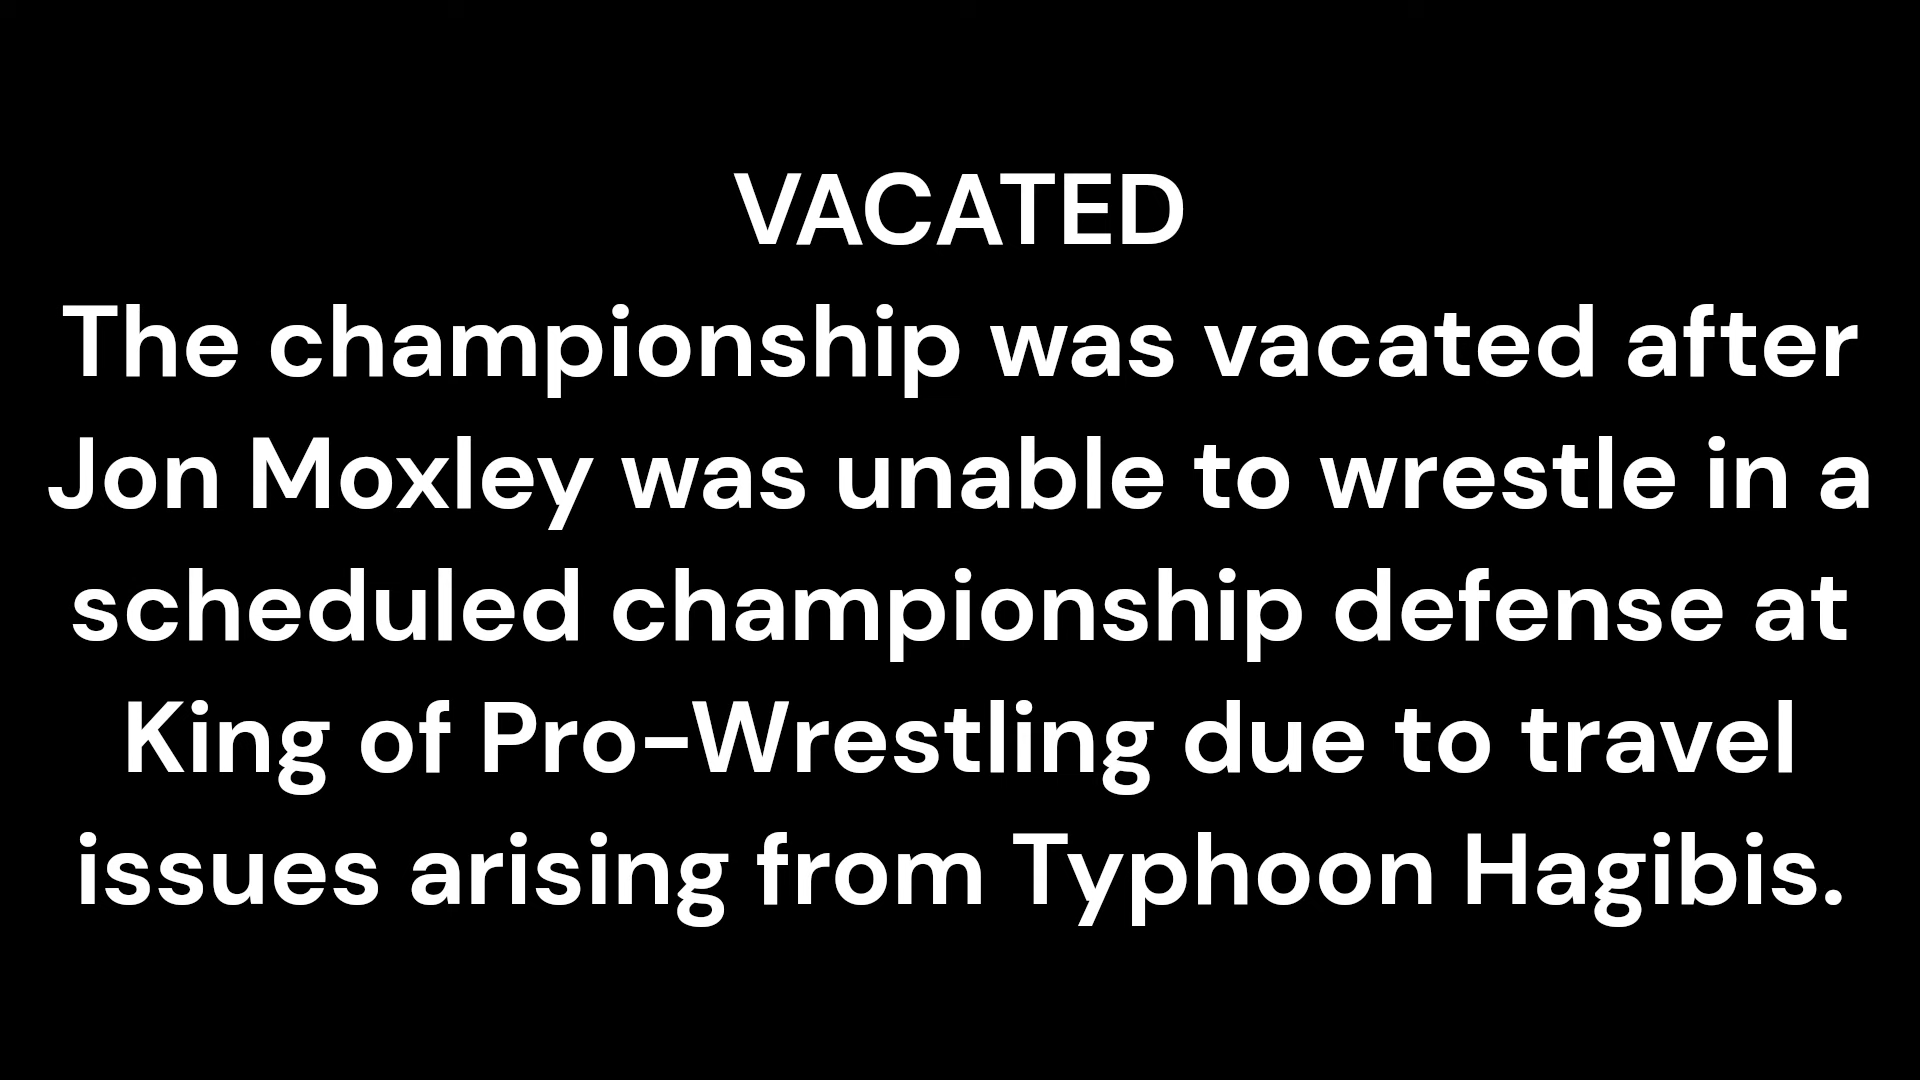 VACATED
The championship was vacated after
Jon Moxley was unable to wrestle in a
scheduled championship defense at
King of Pro-Wrestling due to travel
issues arising from Typhoon Hagibis.